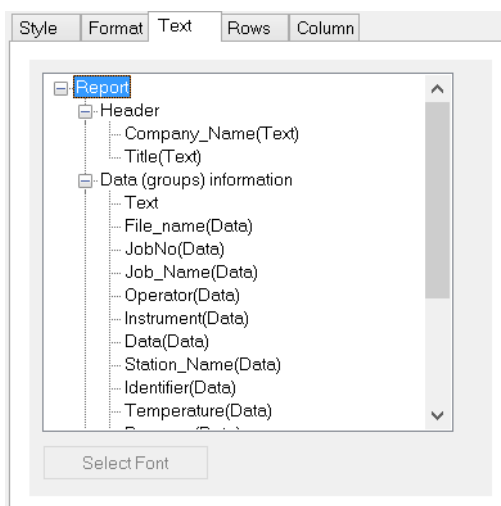 Style Format Text Rows Column
Report
Header
Company_Name(Text)
Title(Text)
Data (groups) information
Text
File_name(Data)
JobNo(Data)
Job_Name(Data)
Operator(Data)
Instrument(Data)
Data(Data)
Station_Name(Data)
Identifier(Data)
Temperature(Data)
Select Font